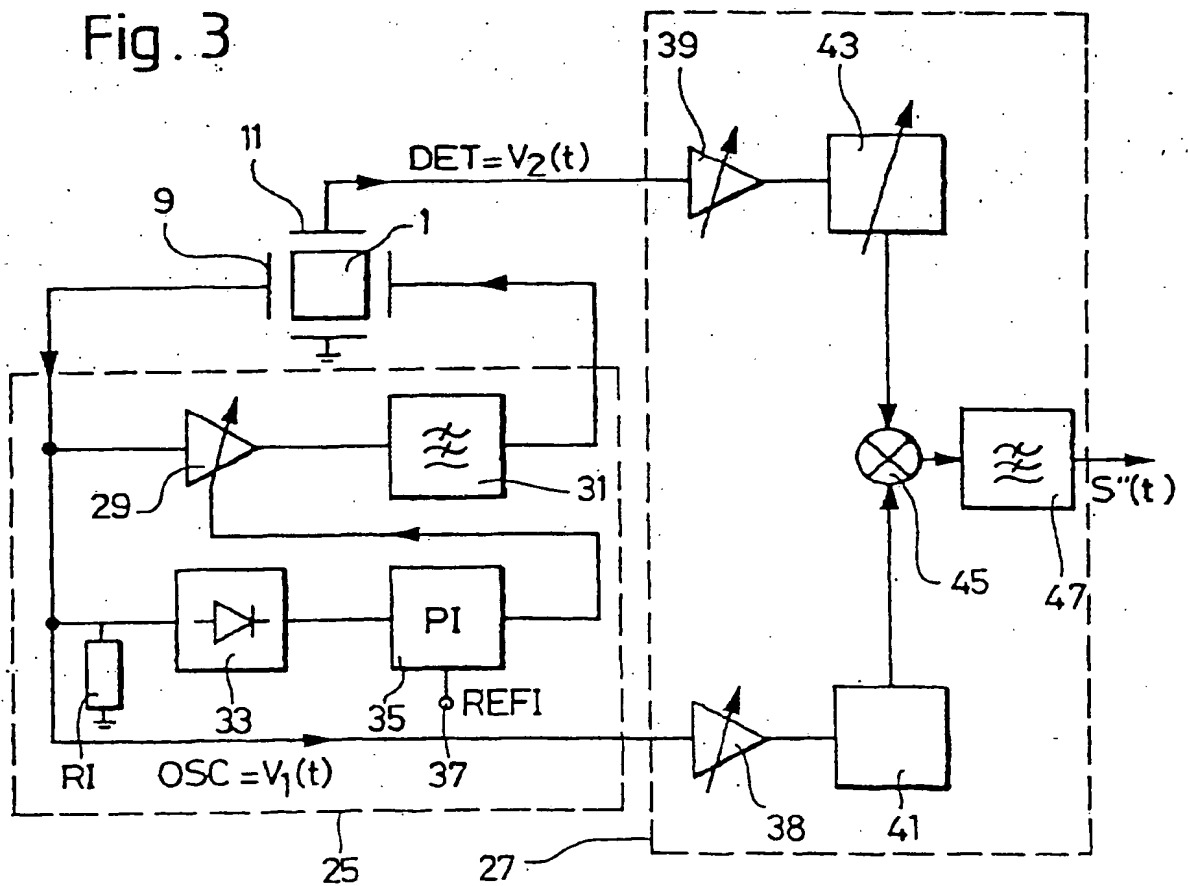 Fig. 3
39
43
11
DET=V2(t)
9
1
29
31
S"(t)
45
47
PI
33
35
REFI
RI
37
OSC=V1(t)
38
41
25
27